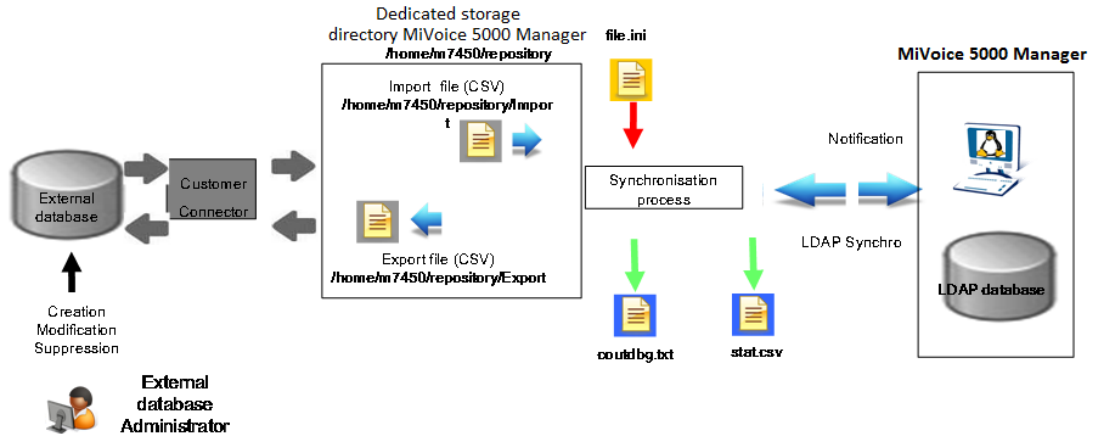 Dedicated storage
directory MiVoice 5000 Manager
/home/m7450/repository
file.ini
MiVoice 5000 Manager
Import file (CSV)
/home/m7450/repository/Impor
t
Notification
Customer
Connector
External
database
Synchronisation
process
LDAP Synchro
Export file (CSV)
/home/m7450/repository/Export
LDAP database
Creation
Modification
Suppression
coutdbg.txt
stat.csv
External
database
Administrator